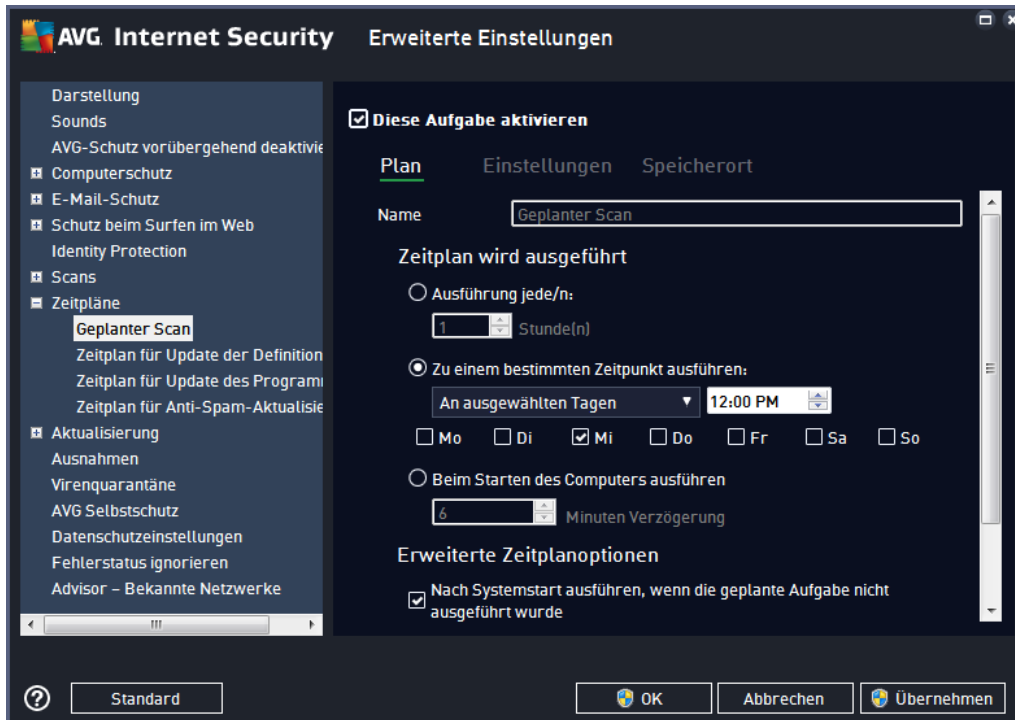 AVG. Internet Security Erweiterte Einstellungen
Darstellung
Sounds
AVG-Schutz vorübergehend deaktivie
Computerschutz
E-Mail-Schutz
Schutz beim Surfen im Web
Identity Protection
Scans
Zeitpläne
Geplanter Scan
Zeitplan für Update der Definition
Zeitplan für Update des Program
Zeitplan für Anti-Spam-Aktualisie
Aktualisierung
Ausnahmen
Virenquarantäne
AVG Selbstschutz
Datenschutzeinstellungen
Fehlerstatus ignorieren
Advisor – Bekannte Netzwerke
Diese Aufgabe aktivieren
Plan Einstellungen Speicherort
Name Geplanter Scan
Zeitplan wird ausgeführt
Ausführung jede/n:
1 Stunde(n)
Zu einem bestimmten Zeitpunkt ausführen:
An ausgewählten Tagen 12:00 PM
Mo Di Mi Do Fr Sa So
Beim Starten des Computers ausführen
6 Minuten Verzögerung
Erweiterte Zeitplanoptionen
Nach Systemstart ausführen, wenn die geplante Aufgabe nicht
ausgeführt wurde
? Standard OK Abbrechen Übernehmen